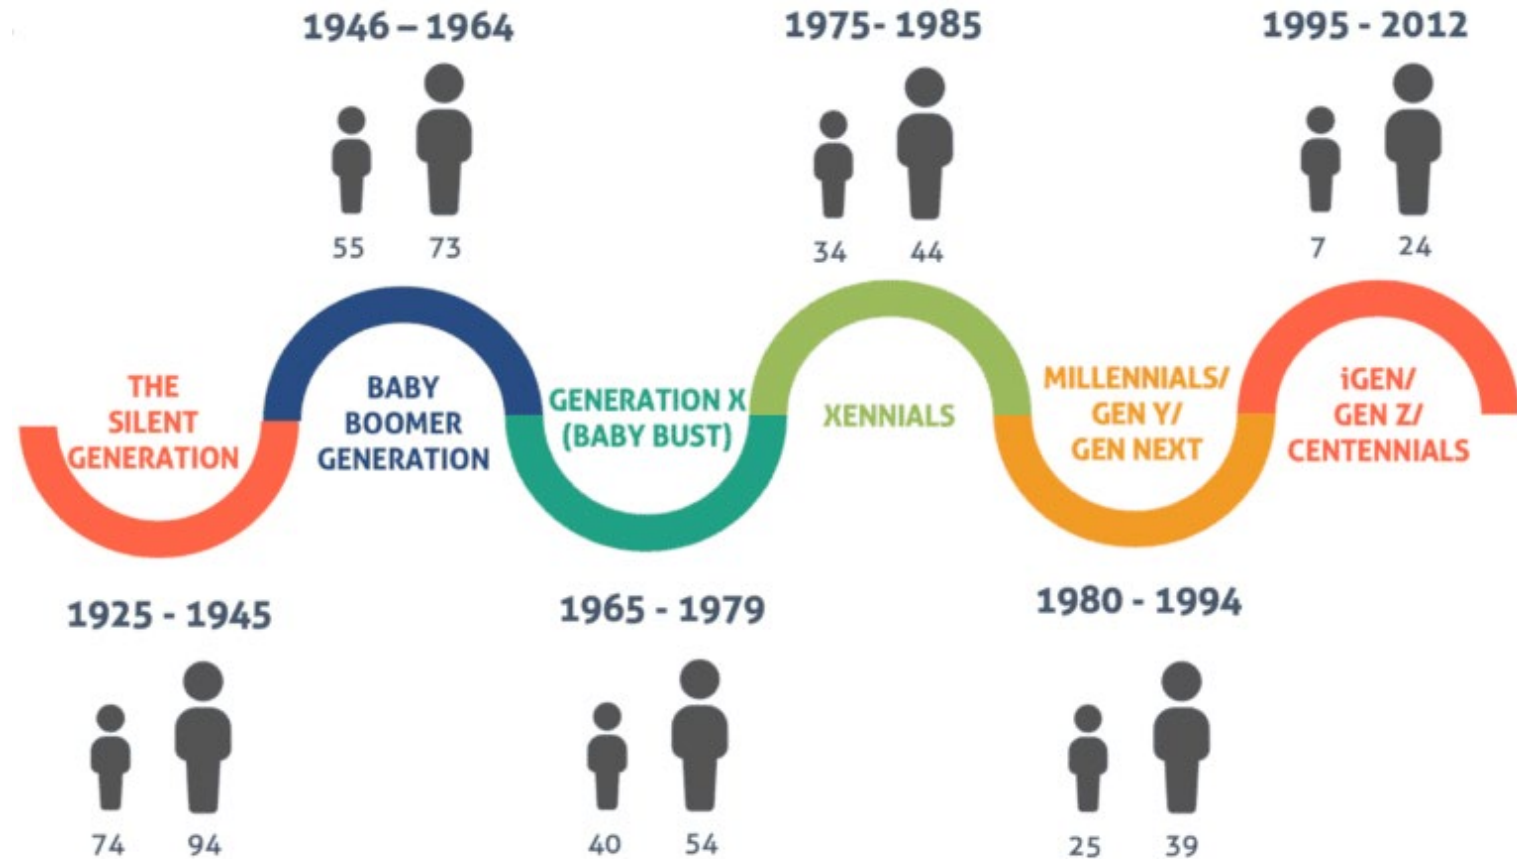 1946 – 1964
1975- 1985
1995 - 2012
55 73
34 44
7 24
THE
SILENT
GENERATION
BABY
BOOMER
GENERATION
GENERATION X
(BABY BUST)
XENNIALS
MILLENNIALS/
GEN Y/
GEN NEXT
iGEN/
GEN Z/
CENTENNIALS
1925 - 1945
1965 - 1979
1980 - 1994
74 94
40 54
25 39